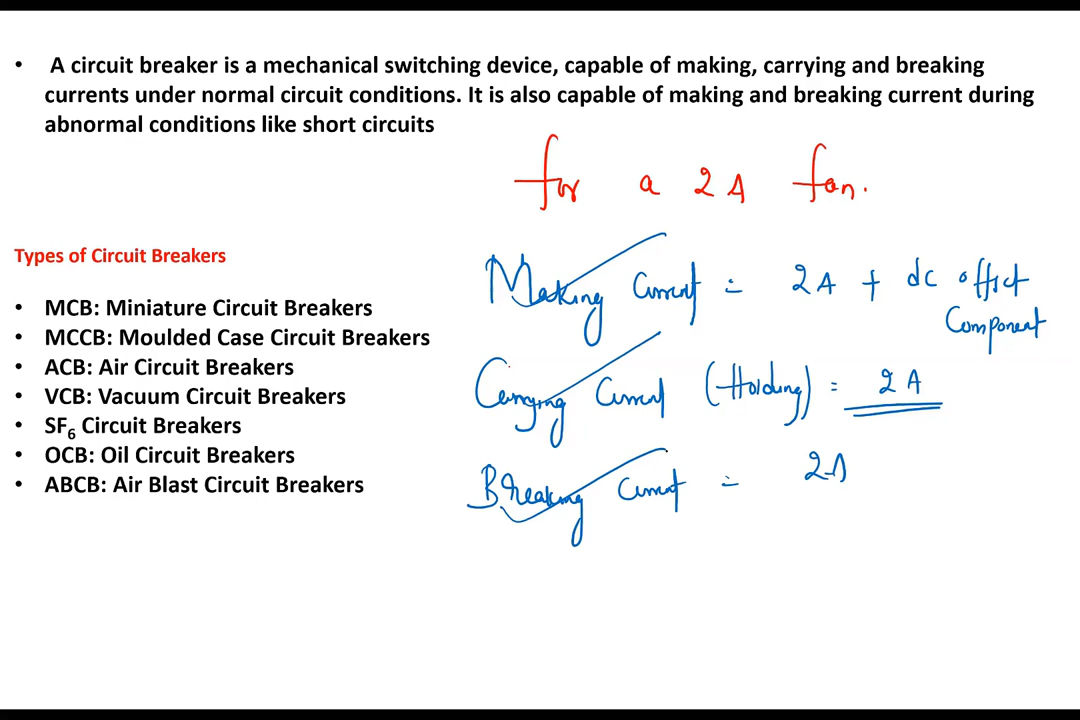 • A circuit breaker is a mechanical switching device, capable of making, carrying and breaking
currents under normal circuit conditions. It is also capable of making and breaking current during
abnormal conditions like short circuits
for a 2A fan.
Types of Circuit Breakers
• MCB: Miniature Circuit Breakers
• MCCB: Moulded Case Circuit Breakers
• ACB: Air Circuit Breakers
• VCB: Vacuum Circuit Breakers
• SF₆ Circuit Breakers
• OCB: Oil Circuit Breakers
• ABCB: Air Blast Circuit Breakers
Making Current = 2A + dc offset
Component
Carrying Current (Holding) = 2A
Breaking Current = 2A